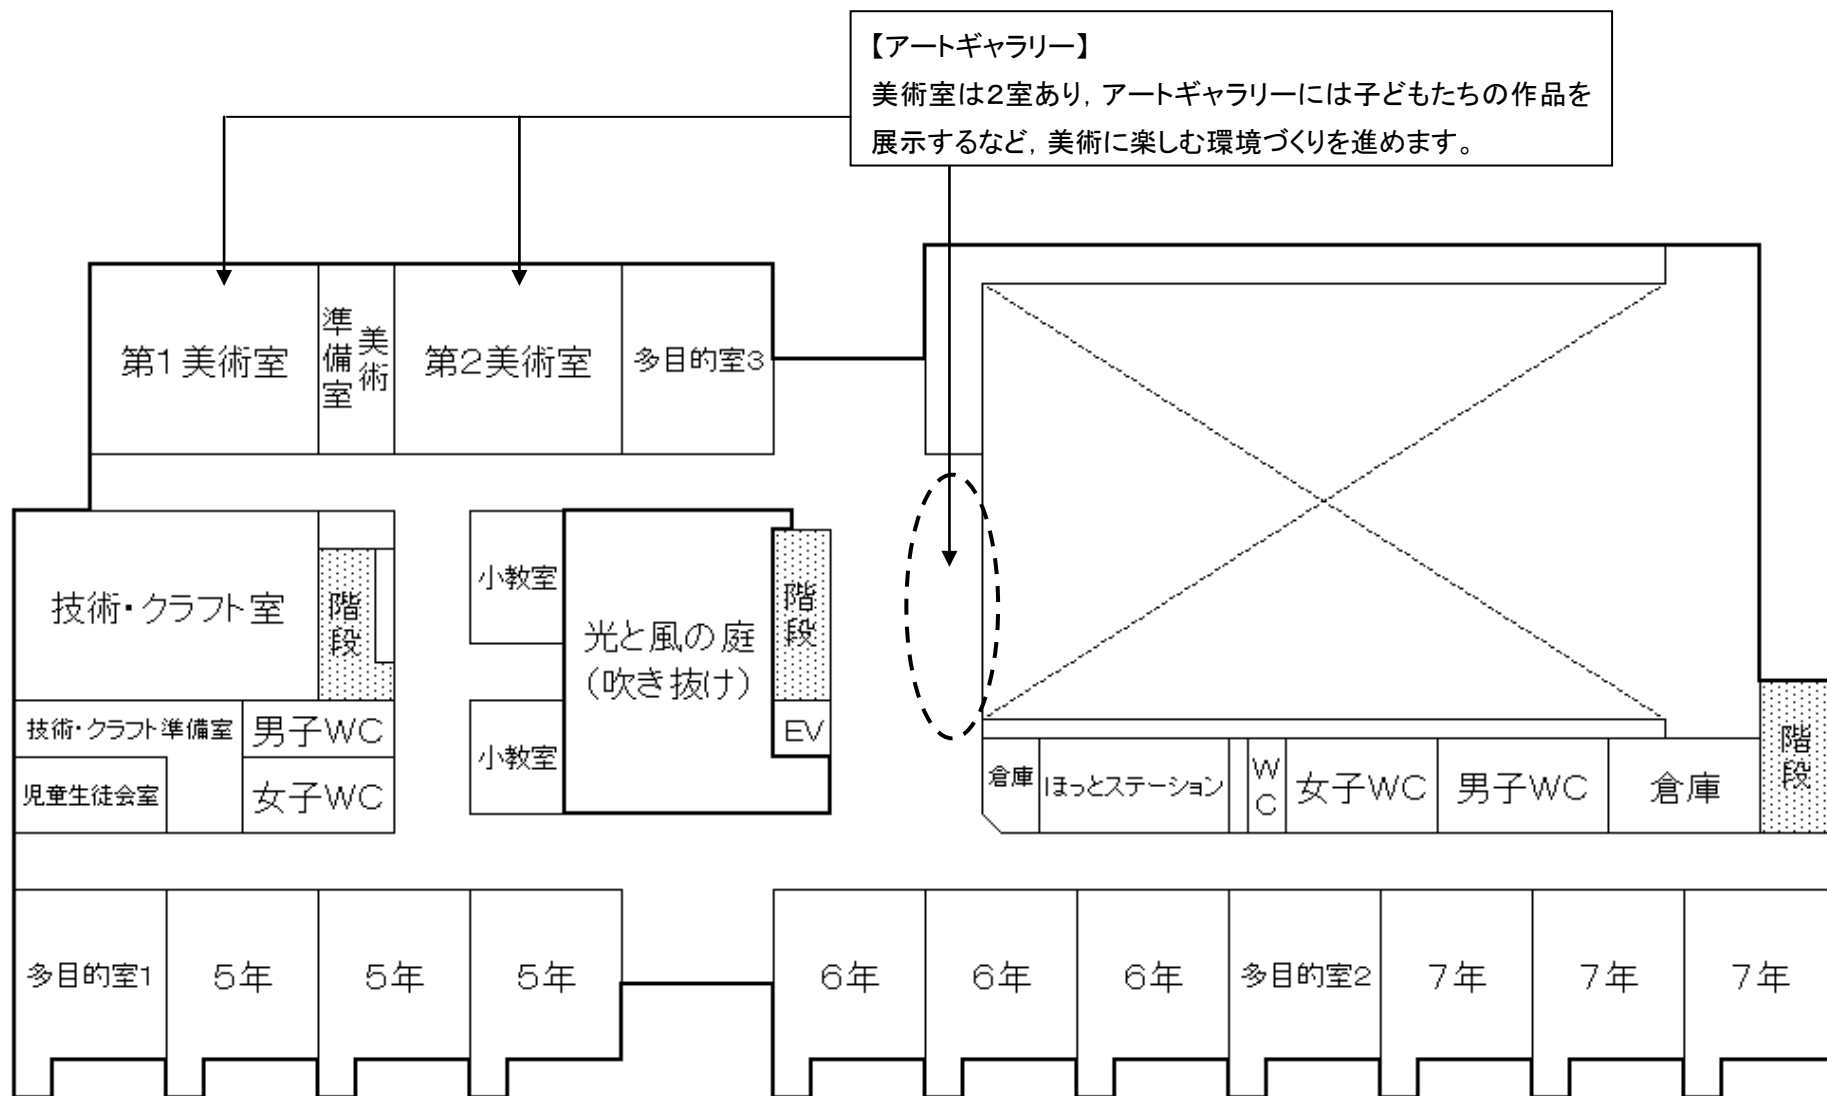 【アートギャラリー】
美術室は2室あり，アートギャラリーには子どもたちの作品を
展示するなど，美術に楽しむ環境づくりを進めます。
第1美術室
美術
準備室
第2美術室
多目的室3
技術・クラフト室
階段
小教室
光と風の庭
（吹き抜け）
階段
技術・クラフト準備室
男子WC
小教室
EV
児童生徒会室
女子WC
倉庫
ほっとステーション
WC
女子WC
男子WC
倉庫
階段
多目的室1
5年
5年
5年
6年
6年
6年
多目的室2
7年
7年
7年